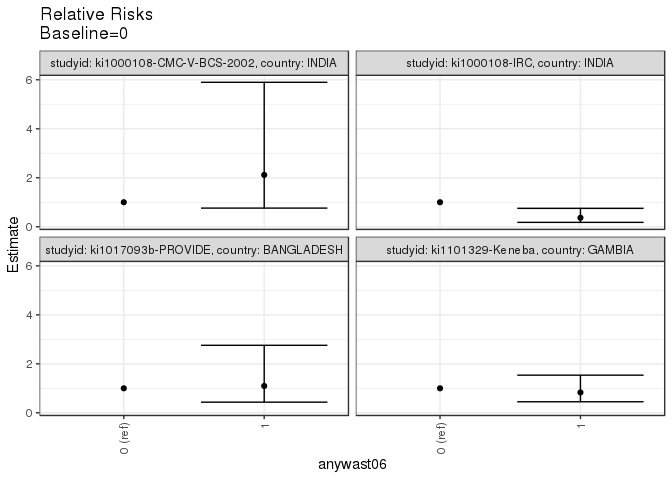 Relative Risks
Baseline=0
studyid: ki1000108-CMC-V-BCS-2002, country: INDIA
studyid: ki1000108-IRC, country: INDIA
6
4
2
0
studyid: ki1017093b-PROVIDE, country: BANGLADESH
studyid: ki1101329-Keneba, country: GAMBIA
6
4
2
0
Estimate
0 (ref)
1
0 (ref)
1
anywast06